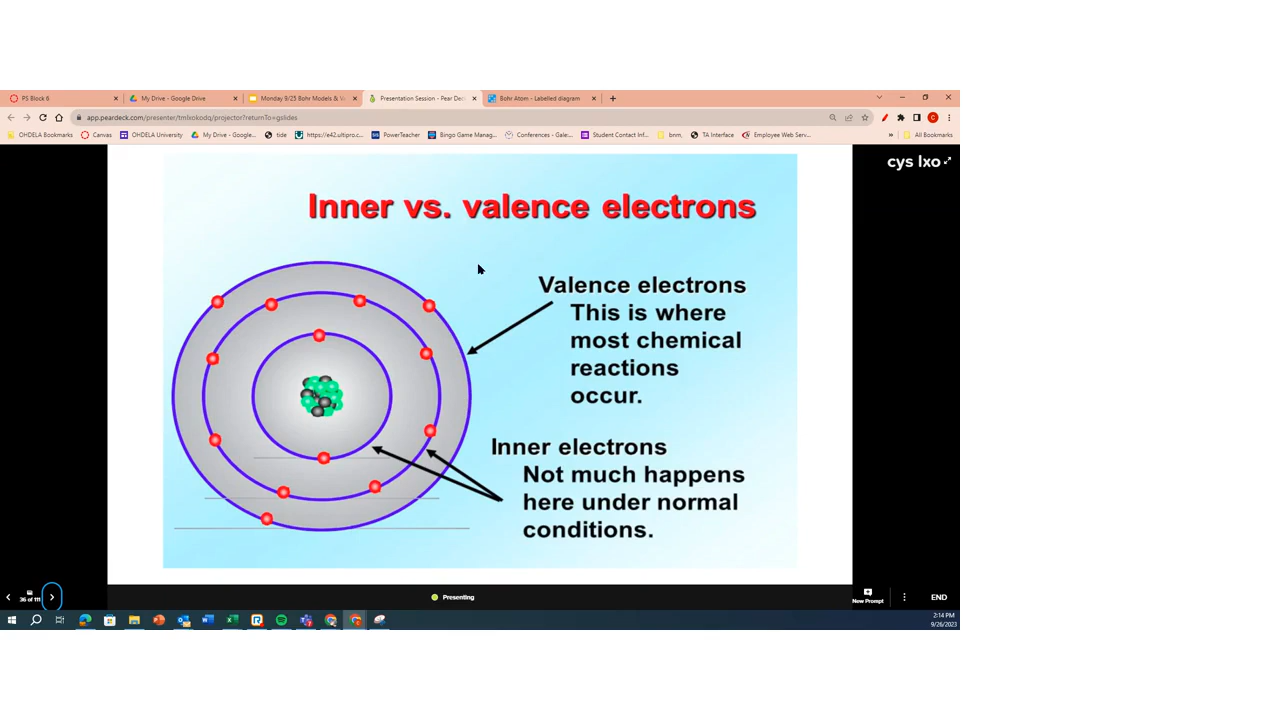 PS Block 6
My Drive - Google Drive
Monday 9/25 Bohr Models & V
Presentation Session - Pear Dec
Bohr Atom - Labelled diagram
app.peardeck.com/presenter/tmlxokodq/projector?returnTo=gslides
OHDELA Bookmarks
Canvas
OHDELA University
My Drive - Google...
tide
https://e42.ultipro.c...
PowerTeacher
Bingo Game Manag...
Conferences - Gale...
Student Contact Inf...
bnm,
TA Interface
Employee Web Serv...
»
All Bookmarks
cys lxo
Inner vs. valence electrons
Valence electrons
This is where
most chemical
reactions
occur.
Inner electrons
Not much happens
here under normal
conditions.
36 of 111
Presenting
New Prompt
END
2:14 PM
9/26/2023